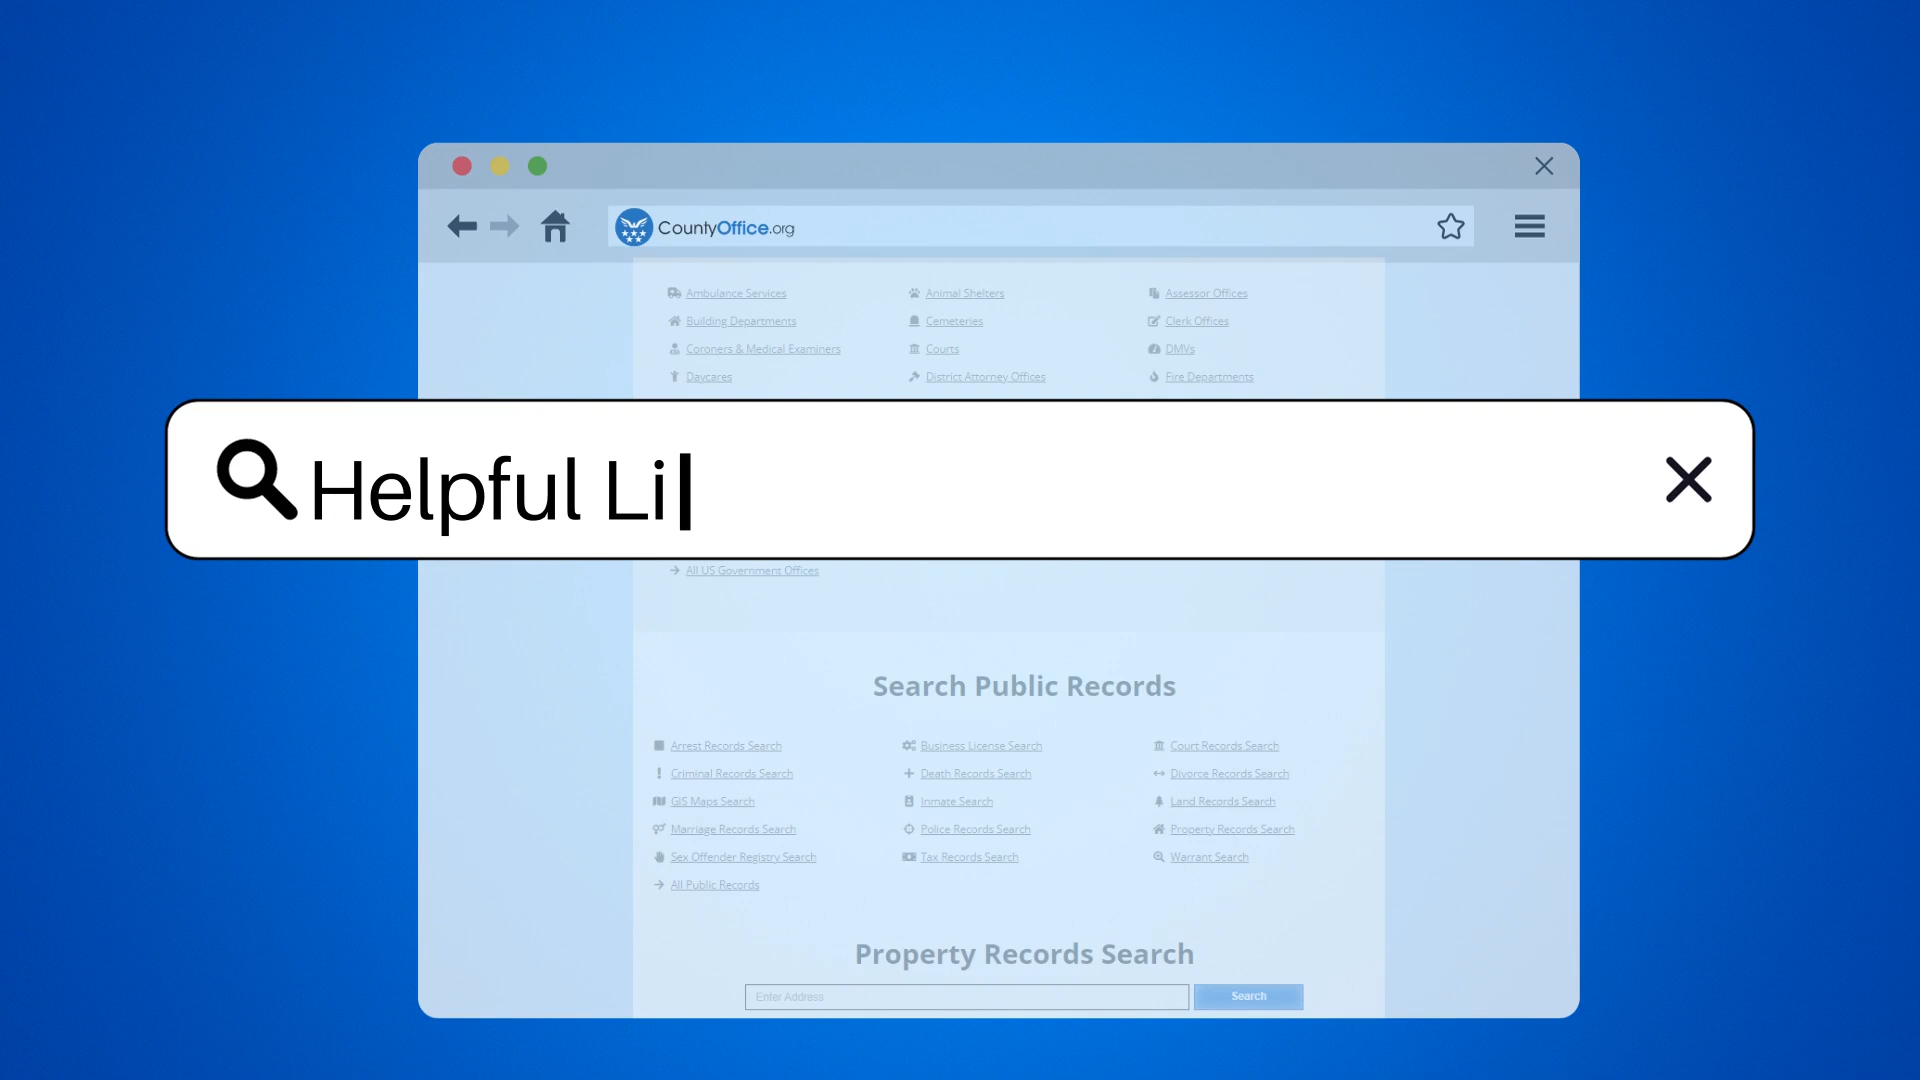 CountyOffice.org
Ambulance Services Animal Shelters Assessor Offices
Building Departments Cemeteries Clerk Offices
Coroners & Medical Examiners Courts DMVs
Daycares District Attorney Offices Fire Departments
Helpful Li
All US Government Offices
Search Public Records
Arrest Records Search Business License Search Court Records Search
Criminal Records Search Death Records Search Divorce Records Search
GIS Maps Search Inmate Search Land Records Search
Marriage Records Search Police Records Search Property Records Search
Sex Offender Registry Search Tax Records Search Warrant Search
All Public Records
Property Records Search
Enter Address Search